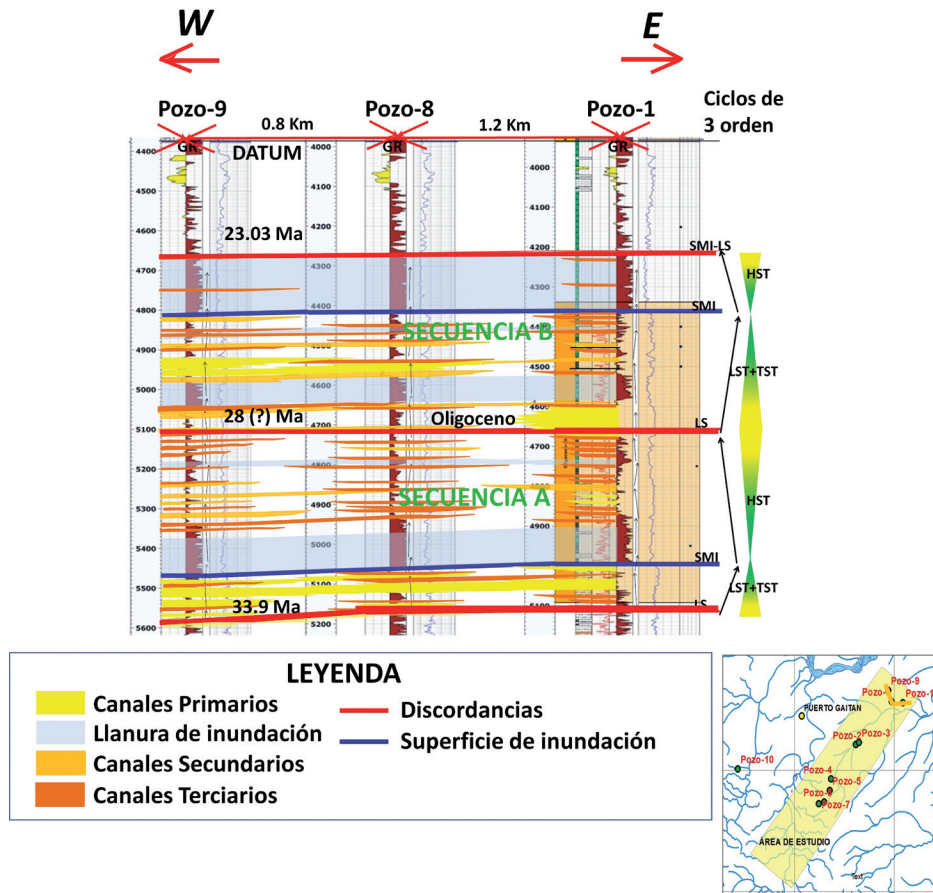 W
E
Pozo-9
0.8 Km
Pozo-8
1.2 Km
Pozo-1
Ciclos de
3 orden
GR
DATUM
GR
GR
4400
4500
4600
4700
4800
4900
5000
5100
5200
5300
5400
5500
5600
4000
4100
4200
4300
4400
4600
4700
4800
4900
5000
5100
5200
4000
4100
4200
4300
4400
4500
4600
4700
4900
23.03 Ma
SMI-LS
HST
SMI
SECUENCIA B
LST+TST
28 (?) Ma
Oligoceno
LS
SECUENCIA A
HST
SMI
LST+TST
33.9 Ma
LS
LEYENDA
Canales Primarios
Llanura de inundación
Canales Secundarios
Canales Terciarios
Discordancias
Superficie de inundación
Pozo-9
Pozo-1
PUERTO GAITAN
Pozo-2
Pozo-3
Pozo-10
Pozo-4
Pozo-5
Pozo-7
ÁREA DE ESTUDIO
Text